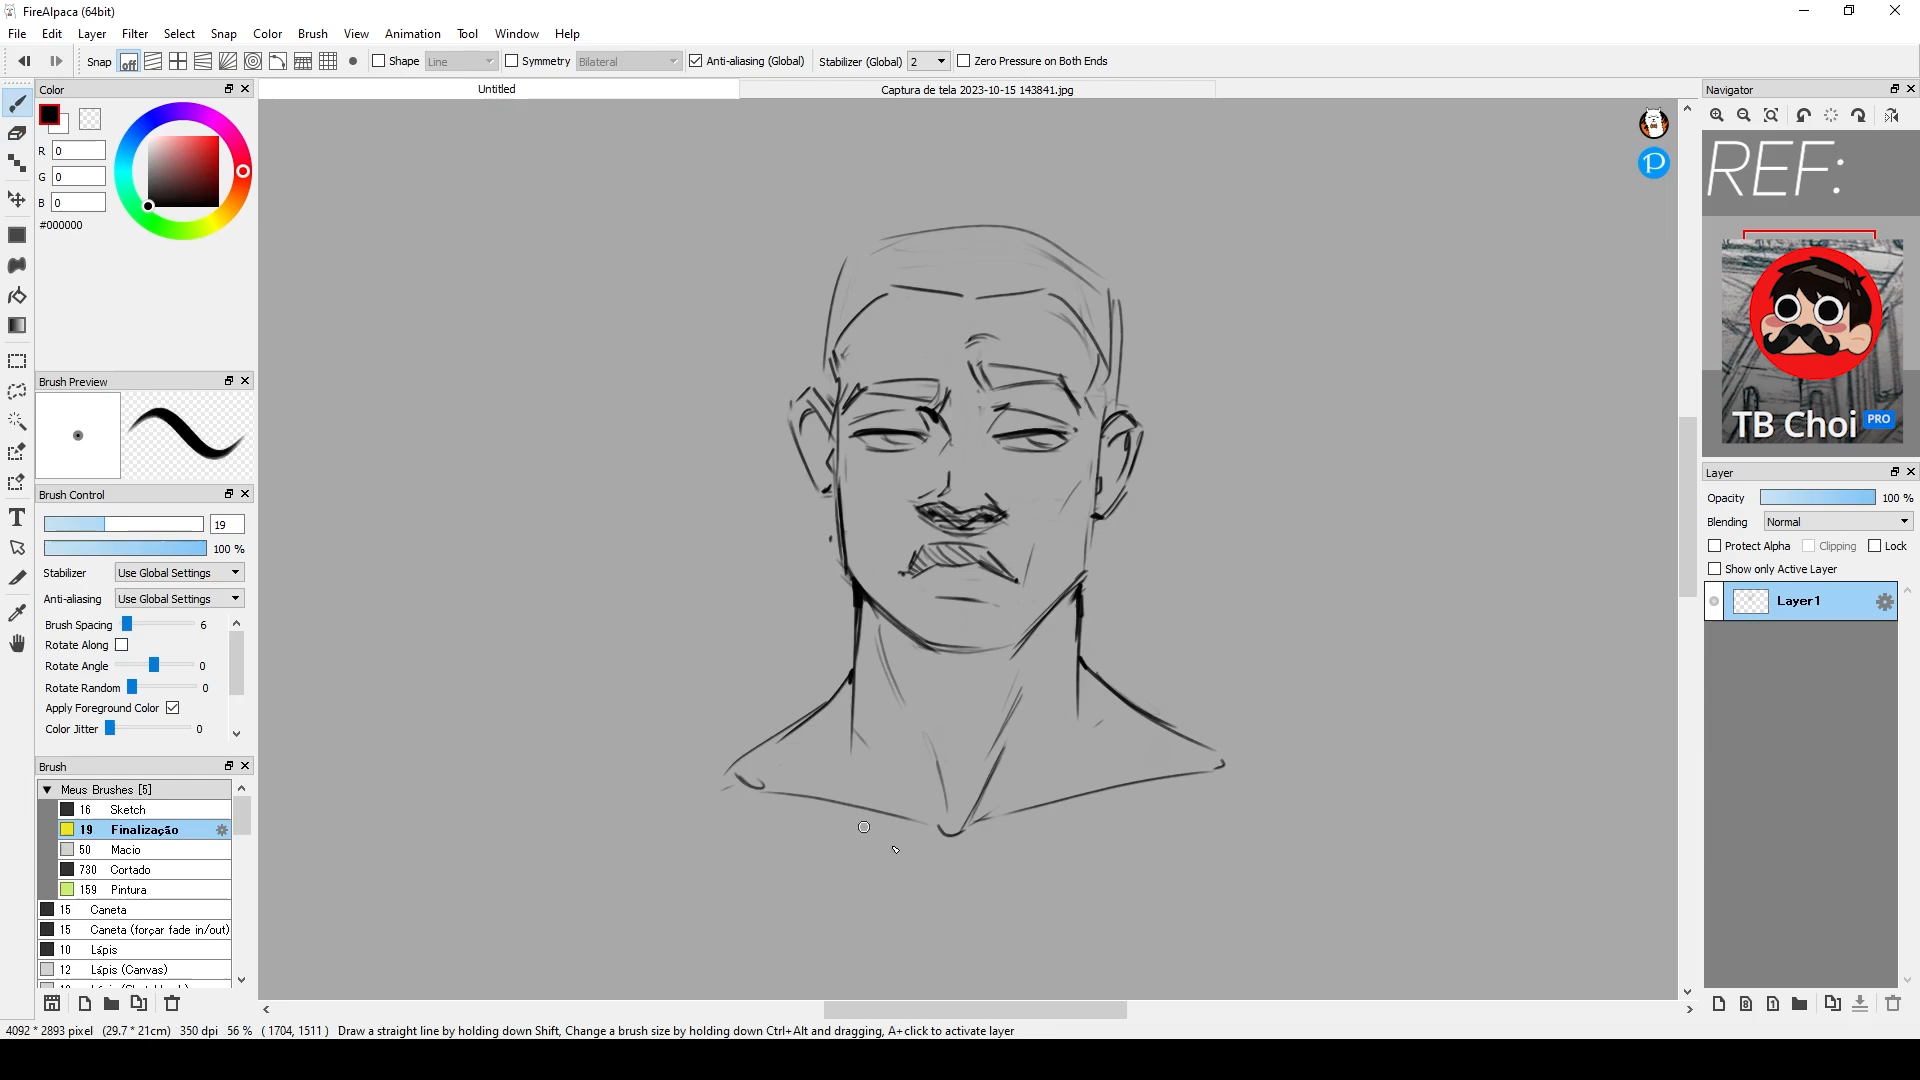 FireAlpaca (64bit)
File Edit Layer Filter Select Snap Color Brush View Animation Tool Window Help
Snap off Shape Line Symmetry Bilateral Anti-aliasing (Global) Stabilizer (Global) 2 Zero Pressure on Both Ends
Color
R 0
G 0
B 0
#000000
Brush Preview
Brush Control
19
100 %
Stabilizer Use Global Settings
Anti-aliasing Use Global Settings
Brush Spacing 6
Rotate Along
Rotate Angle 0
Rotate Random 0
Apply Foreground Color
Color Jitter 0
Brush
Meus Brushes [5]
16 Sketch
19 Finalização
50 Macio
730 Cortado
159 Pintura
15 Caneta
15 Caneta (forçar fade in/out)
10 Lápis
12 Lápis (Canvas)
Untitled Captura de tela 2023-10-15 143841.jpg
P
Navigator
REF:
TB Choi PRO
Layer
Opacity 100 %
Blending Normal
Protect Alpha Clipping Lock
Show only Active Layer
Layer1
8 1
4092 * 2893 pixel (29.7 * 21cm) 350 dpi 56 % ( 1704, 1511 ) Draw a straight line by holding down Shift, Change a brush size by holding down Ctrl+Alt and dragging, A+click to activate layer